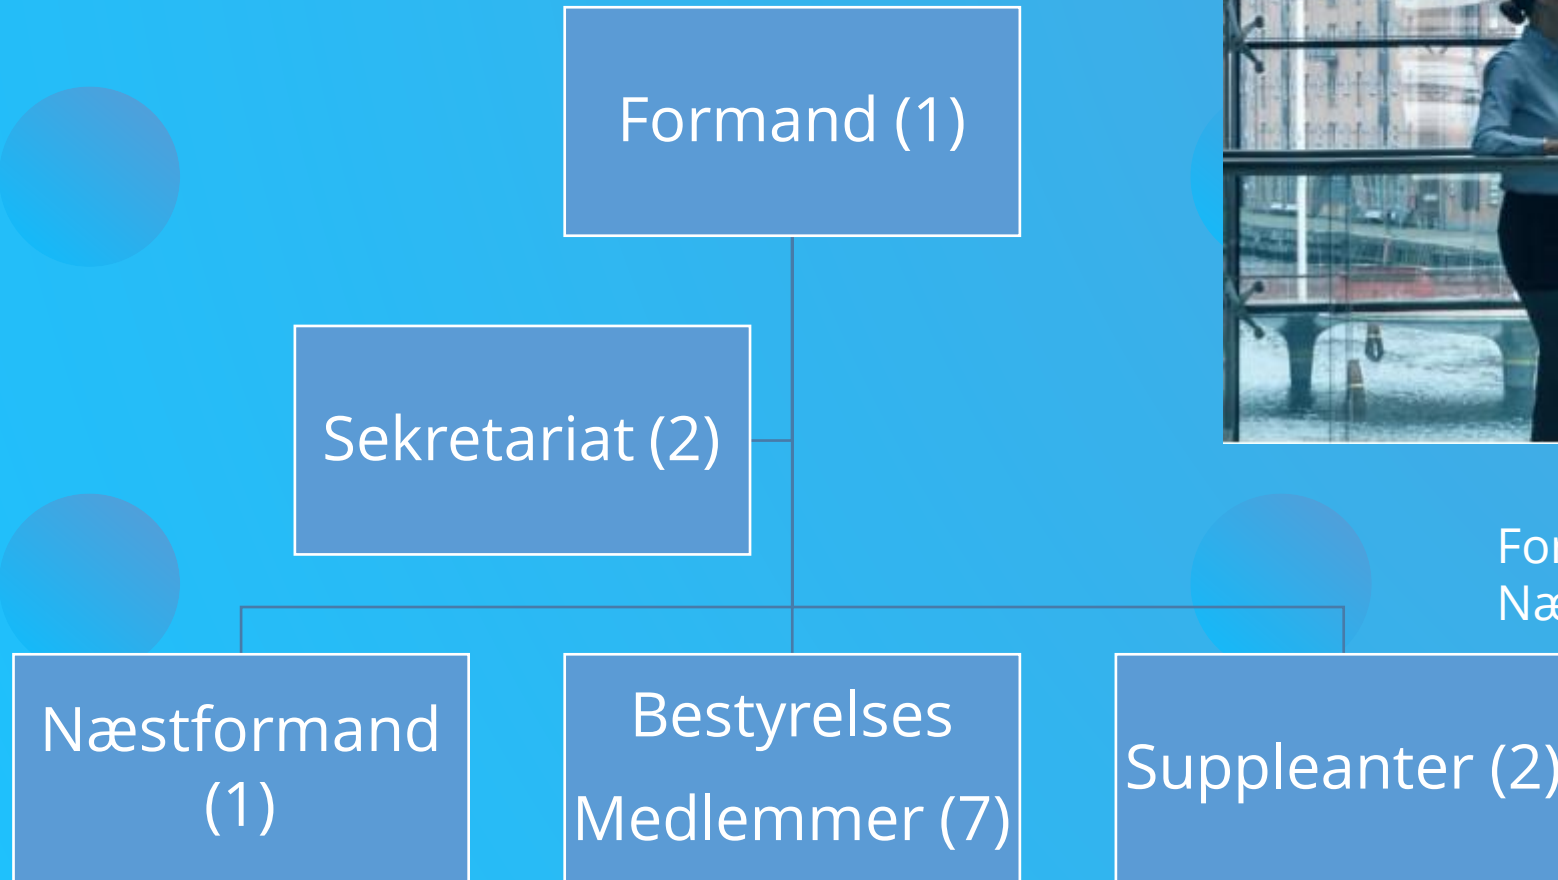 Formand (1)
Sekretariat (2)
Næstformand
(1)
Bestyrelses
Medlemmer (7)
Suppleanter (2)